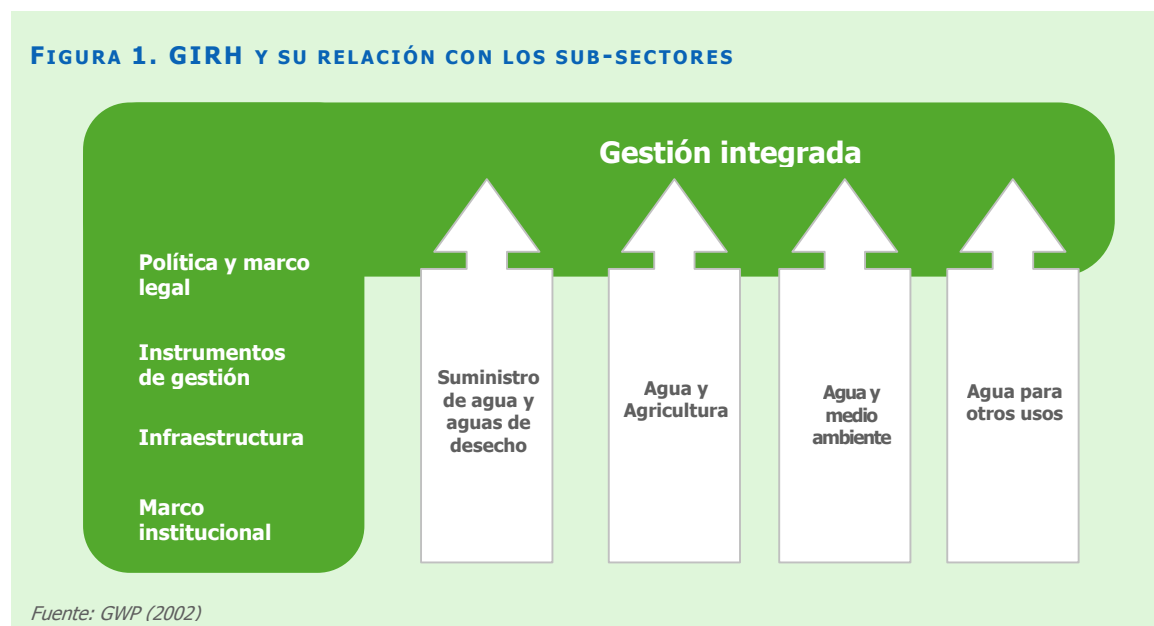 FIGURA 1. GIRH Y SU RELACIÓN CON LOS SUB-SECTORES
Gestión integrada
Política y marco
legal
Instrumentos
de gestión
Infraestructura
Marco
institucional
Suministro
de agua y
aguas de
desecho
Agua y
Agricultura
Agua y
medio
ambiente
Agua para
otros usos
Fuente: GWP (2002)